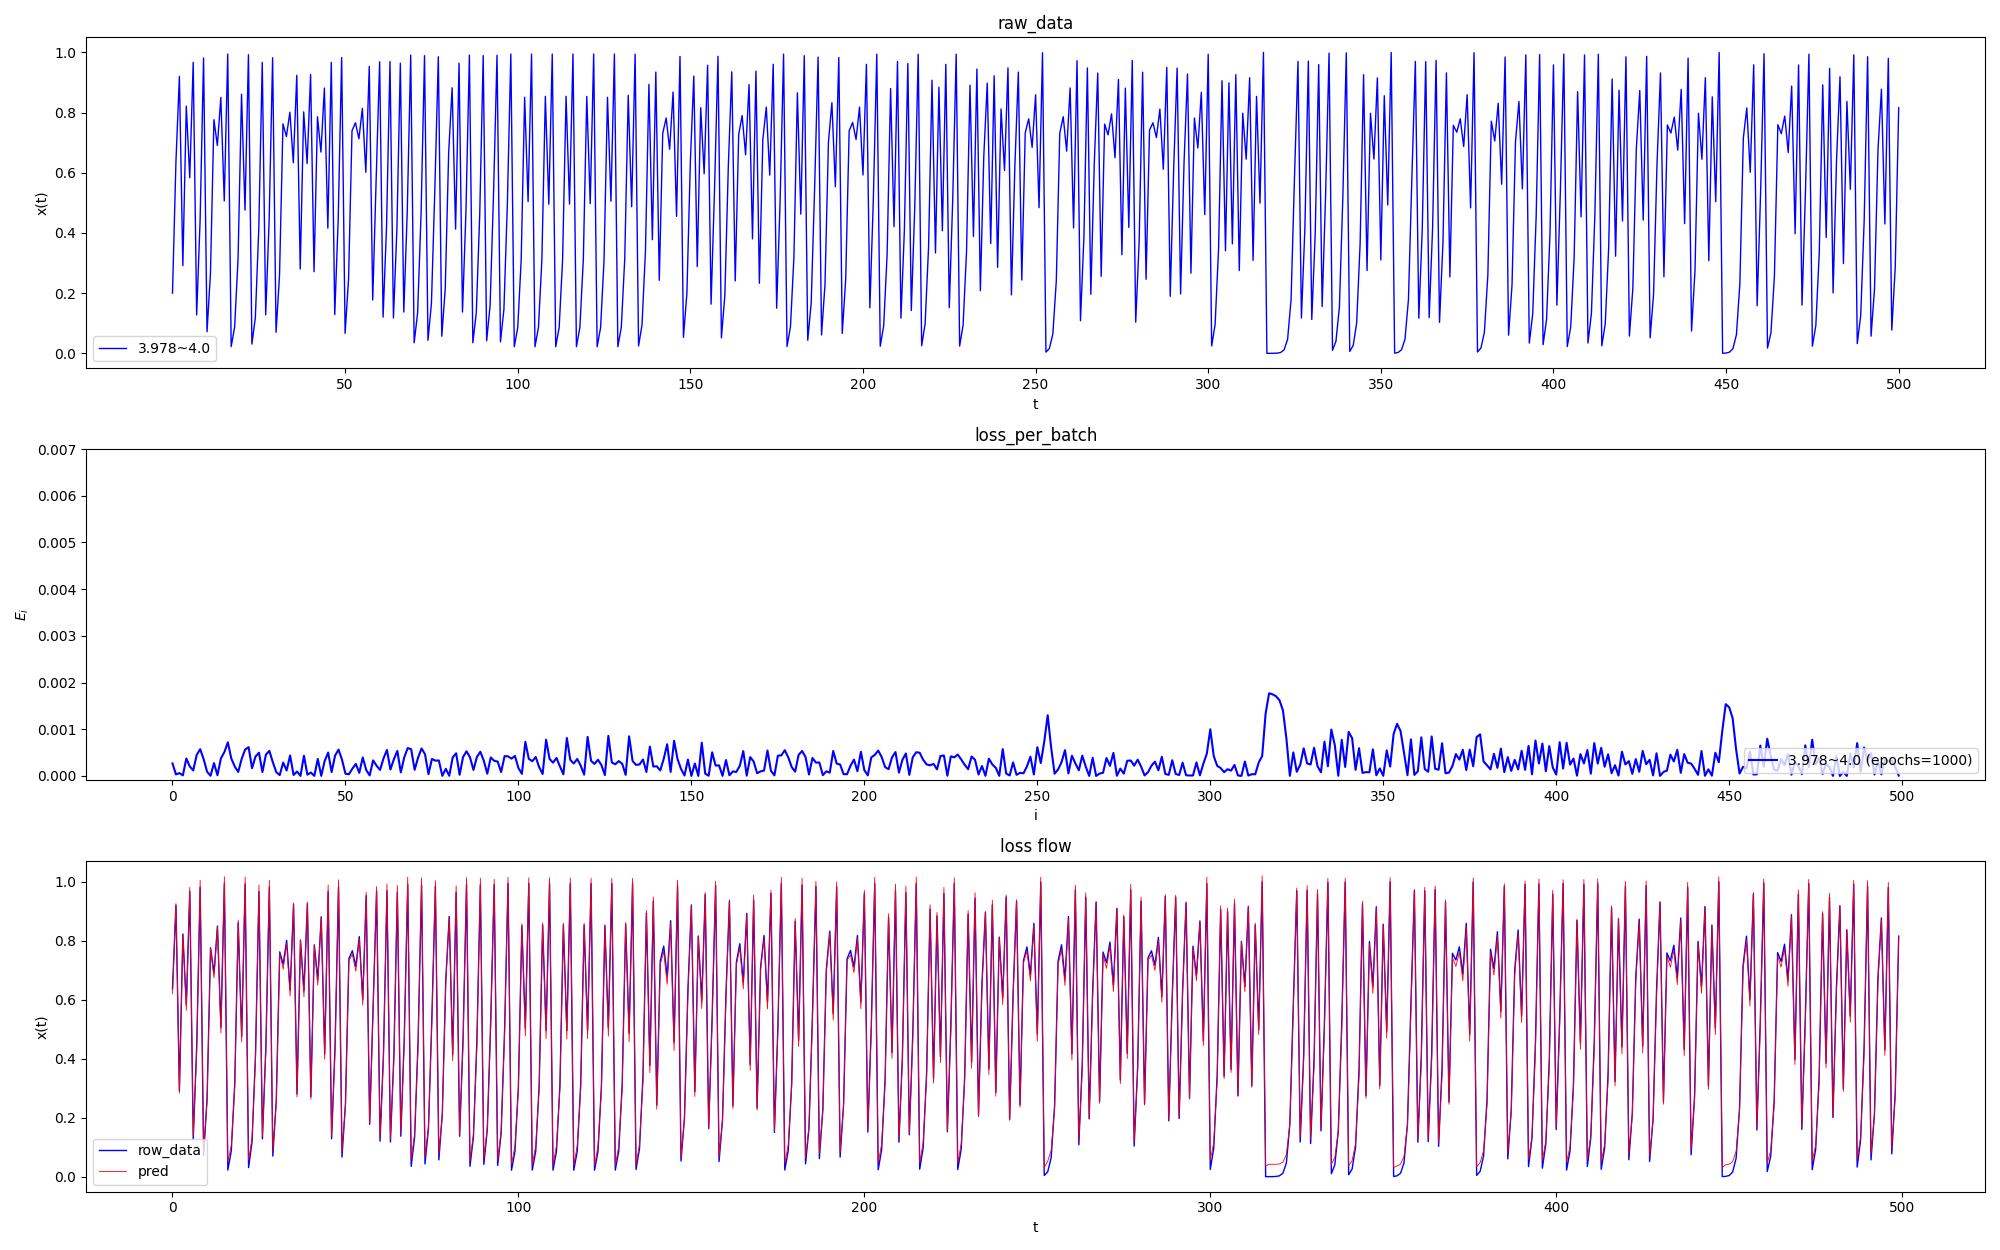 raw_data
1.0
0.8
0.6
0.4
0.2
0.0
x(t)
3.978~4.0
50 100 150 200 250 300 350 400 450 500
t
loss_per_batch
0.007
0.006
0.005
0.004
0.003
0.002
0.001
0.000
E_i
3.978~4.0 (epochs=1000)
0 50 100 150 200 250 300 350 400 450 500
i
loss flow
1.0
0.8
0.6
0.4
0.2
0.0
x(t)
row_data
pred
0 100 200 300 400 500
t